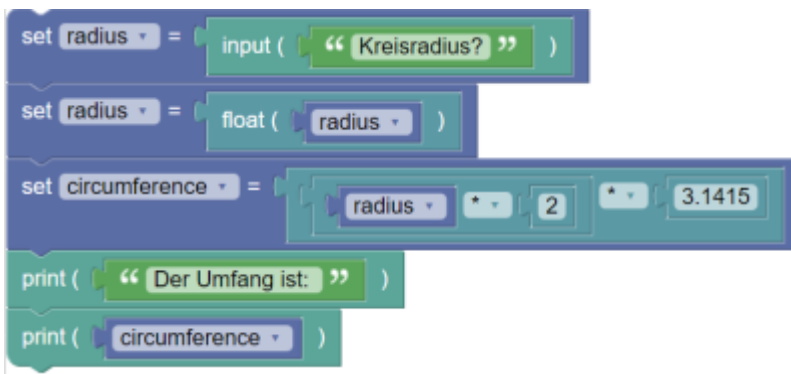 set radius = input ( “ Kreisradius? ” )
set radius = float ( radius )
set circumference = radius * 2 * 3.1415
print ( “ Der Umfang ist: ” )
print ( circumference )